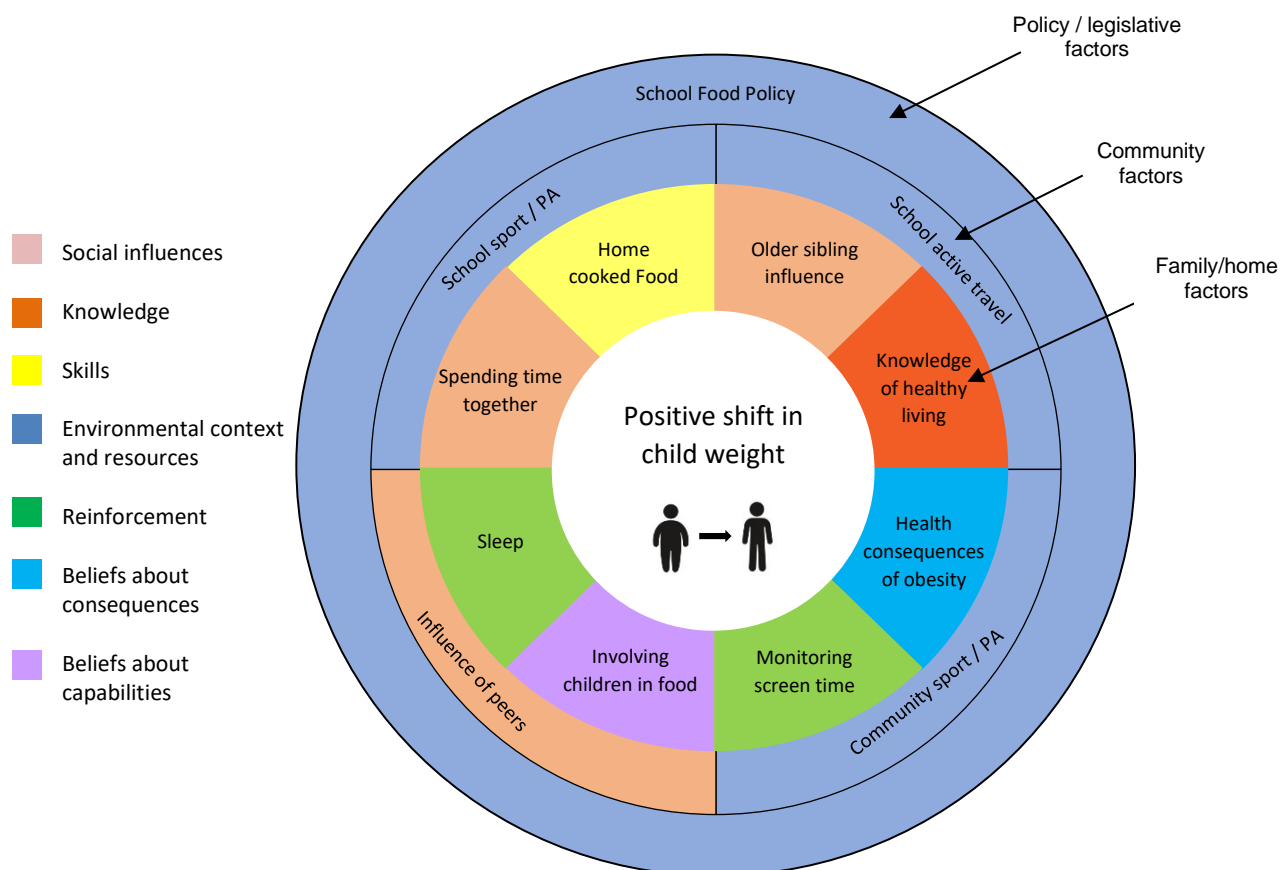 Policy / legislative
factors
School Food Policy
Community
factors
School sport / PA
School active travel
Family/home
factors
Social influences
Knowledge
Skills
Environmental context
and resources
Reinforcement
Beliefs about
consequences
Beliefs about
capabilities
Home
cooked Food
Older sibling
influence
Spending time
together
Knowledge
of healthy
living
Positive shift in
child weight
Sleep
Health
consequences
of obesity
Involving
children in food
Monitoring
screen time
Influence of peers
Community sport / PA